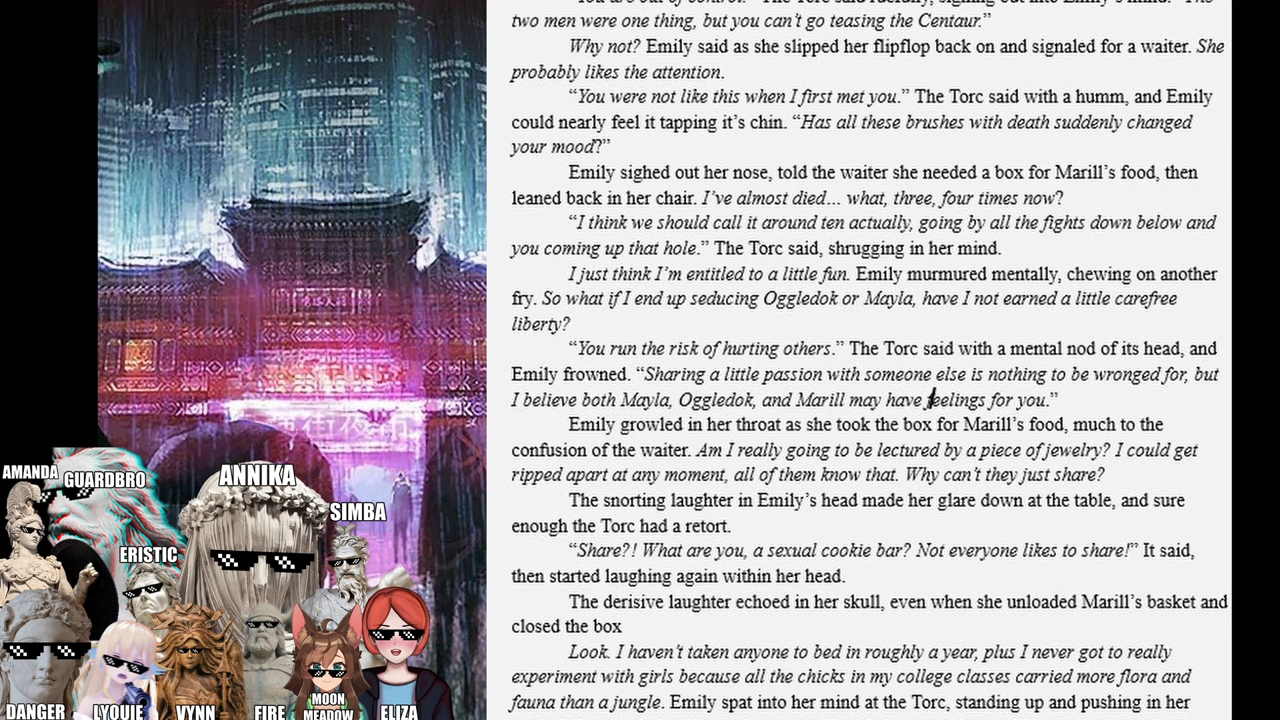 two men were one thing, but you can't go teasing the Centaur."
Why not? Emily said as she slipped her flipflop back on and signaled for a waiter. She
probably likes the attention.
"You were not like this when I first met you." The Torc said with a humm, and Emily
could nearly feel it tapping it's chin. "Has all these brushes with death suddenly changed
your mood?"
Emily sighed out her nose, told the waiter she needed a box for Marill's food, then
leaned back in her chair. I've almost died… what, three, four times now?
"I think we should call it around ten actually, going by all the fights down below and
you coming up that hole." The Torc said, shrugging in her mind.
I just think I'm entitled to a little fun. Emily murmured mentally, chewing on another
fry. So what if I end up seducing Oggledok or Mayla, have I not earned a little carefree
liberty?
"You run the risk of hurting others." The Torc said with a mental nod of its head, and
Emily frowned. "Sharing a little passion with someone else is nothing to be wronged for, but
I believe both Mayla, Oggledok, and Marill may have feelings for you."
Emily growled in her throat as she took the box for Marill's food, much to the
confusion of the waiter. Am I really going to be lectured by a piece of jewelry? I could get
ripped apart at any moment, all of them know that. Why can't they just share?
The snorting laughter in Emily's head made her glare down at the table, and sure
enough the Torc had a retort.
"Share?! What are you, a sexual cookie bar? Not everyone likes to share!" It said,
then started laughing again within her head.
The derisive laughter echoed in her skull, even when she unloaded Marill's basket and
closed the box
Look. I haven't taken anyone to bed in roughly a year, plus I never got to really
experiment with girls because all the chicks in my college classes carried more flora and
fauna than a jungle. Emily spat into her mind at the Torc, standing up and pushing in her
AMANDA
GUARDBRO
ANNIKA
SIMBA
ERISTIC
DANGER
LYQUIE
VYNN
FIRE
MOON
MEADOW
ELIZA